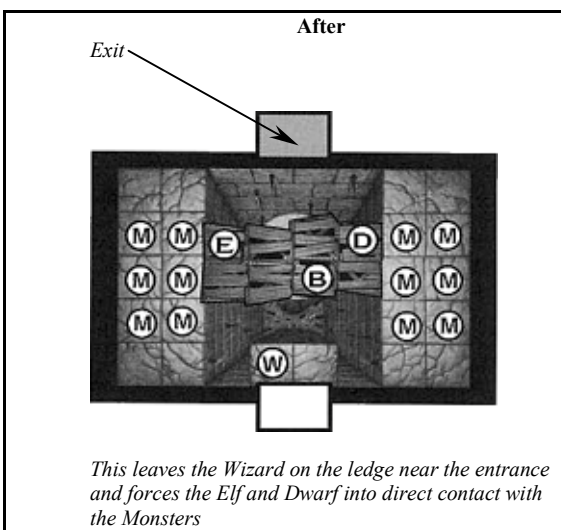 After
Exit
M M E D M M
M M B M M
M M M M
W
This leaves the Wizard on the ledge near the entrance
and forces the Elf and Dwarf into direct contact with
the Monsters